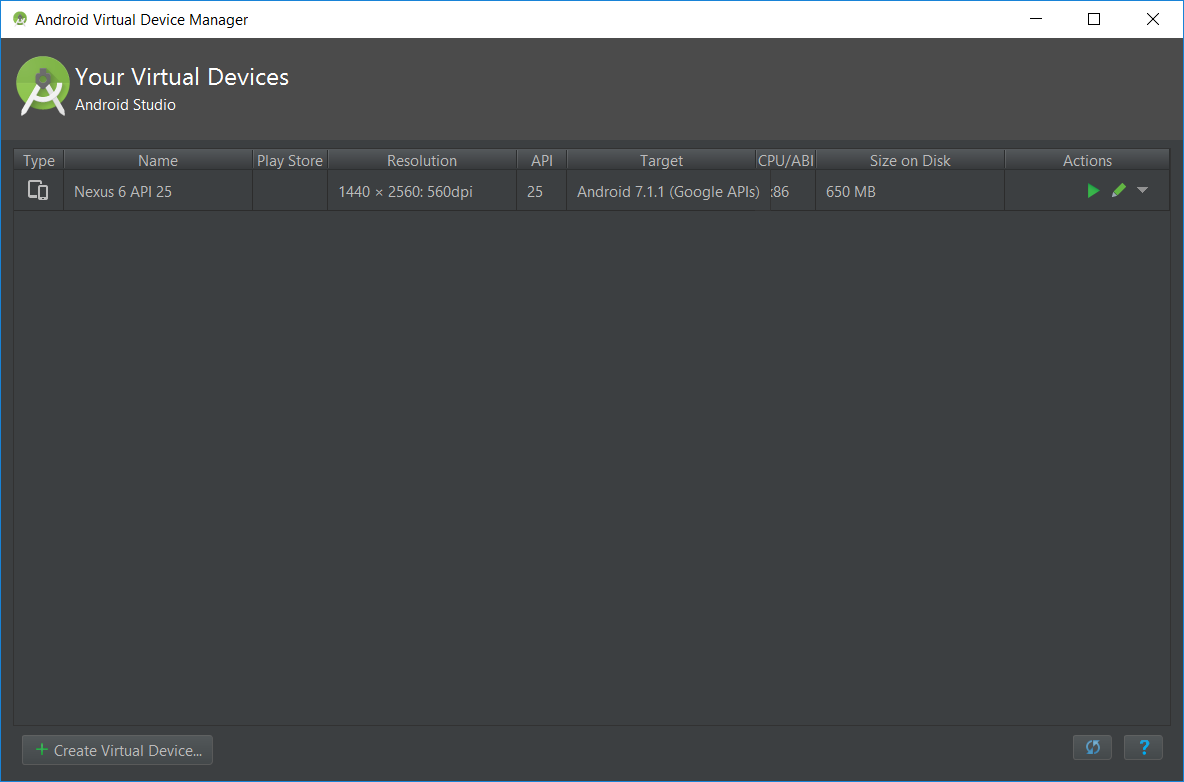 Android Virtual Device Manager
Your Virtual Devices
Android Studio
Type Name Play Store Resolution API Target CPU/ABI Size on Disk Actions
Nexus 6 API 25 1440 × 2560: 560dpi 25 Android 7.1.1 (Google APIs) :86 650 MB
+ Create Virtual Device... ?